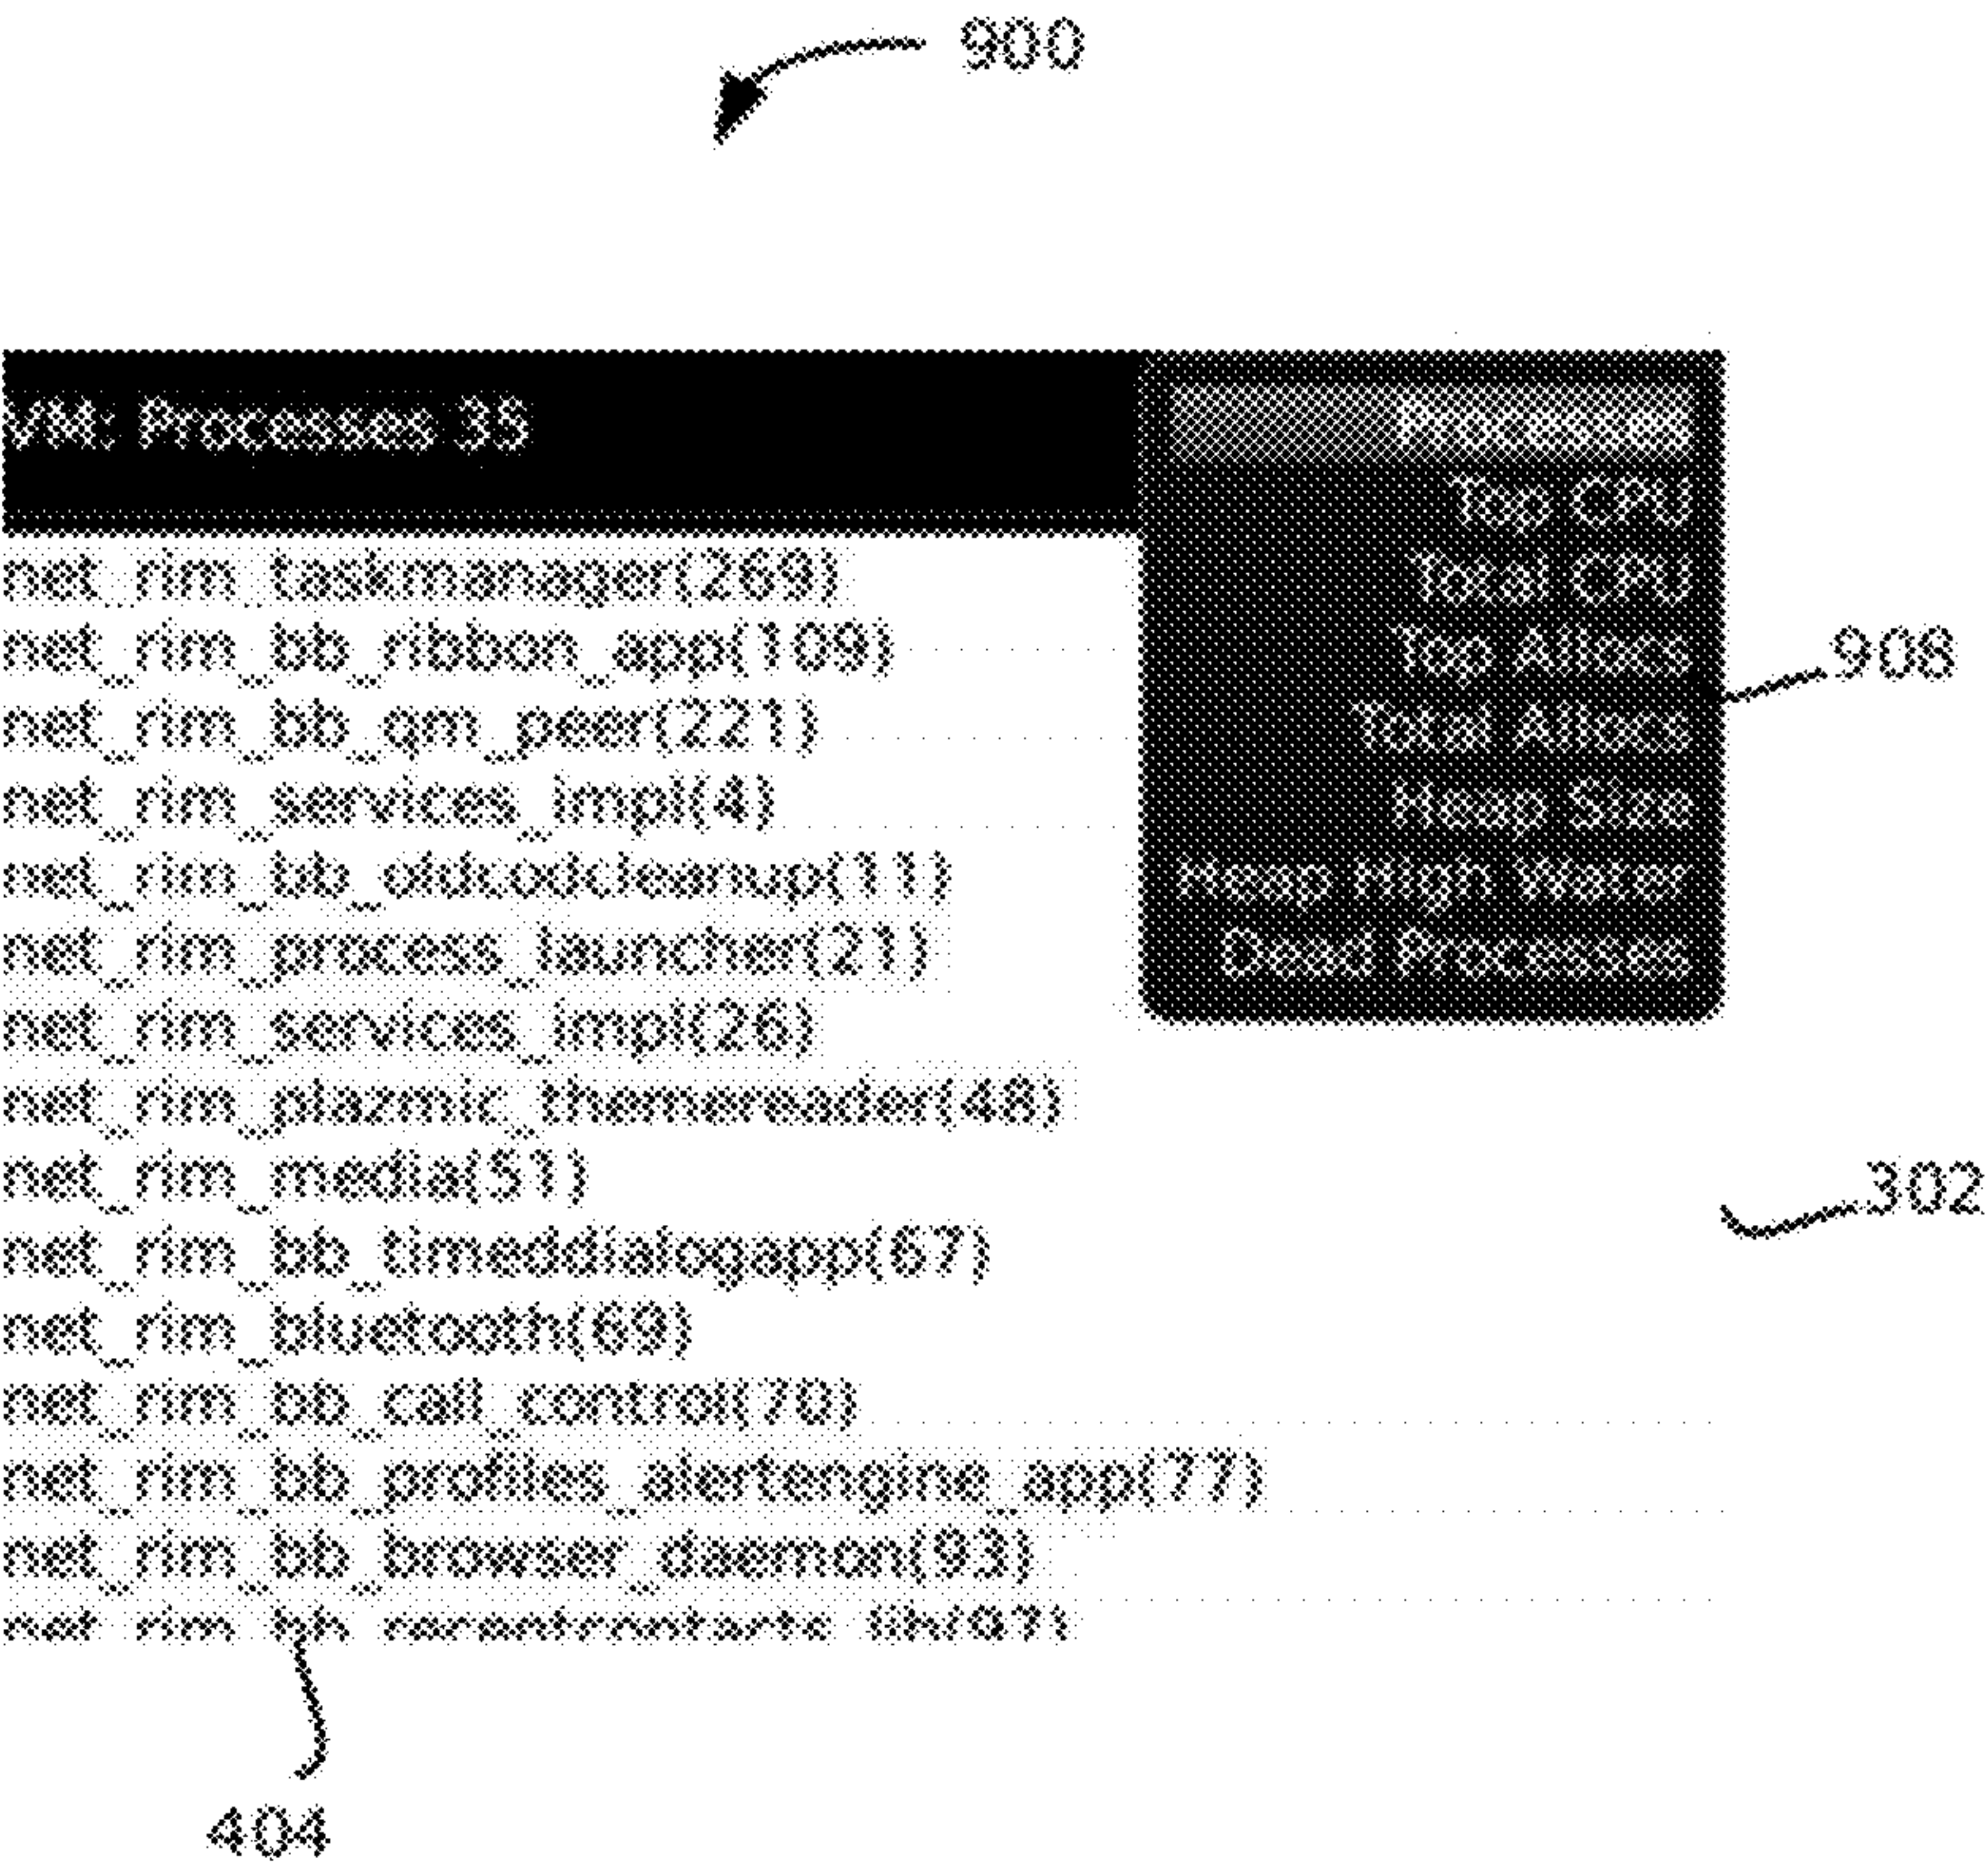 900
VM: Processes 35
Processes
Top CPU
Total CPU
Top Allocs
Total Allocs
Heap Size
Heap High Water
Dead Processes
net_rim_taskmanager(269)
net_rim_bb_ribbon_app(109)
net_rim_bb_qm_peer(221)
net_rim_services_impl(4)
net_rim_bb_oldcodcleanup(11)
net_rim_process_launcher(21)
net_rim_services_impl(26)
net_rim_plazmic_themereader(48)
net_rim_media(51)
net_rim_bb_timeddialogapp(67)
net_rim_bluetooth(69)
net_rim_bb_call_control(70)
net_rim_bb_profiles_alertengine_app(77)
net_rim_bb_browser_daemon(93)
net_rim_bb
908
302
404